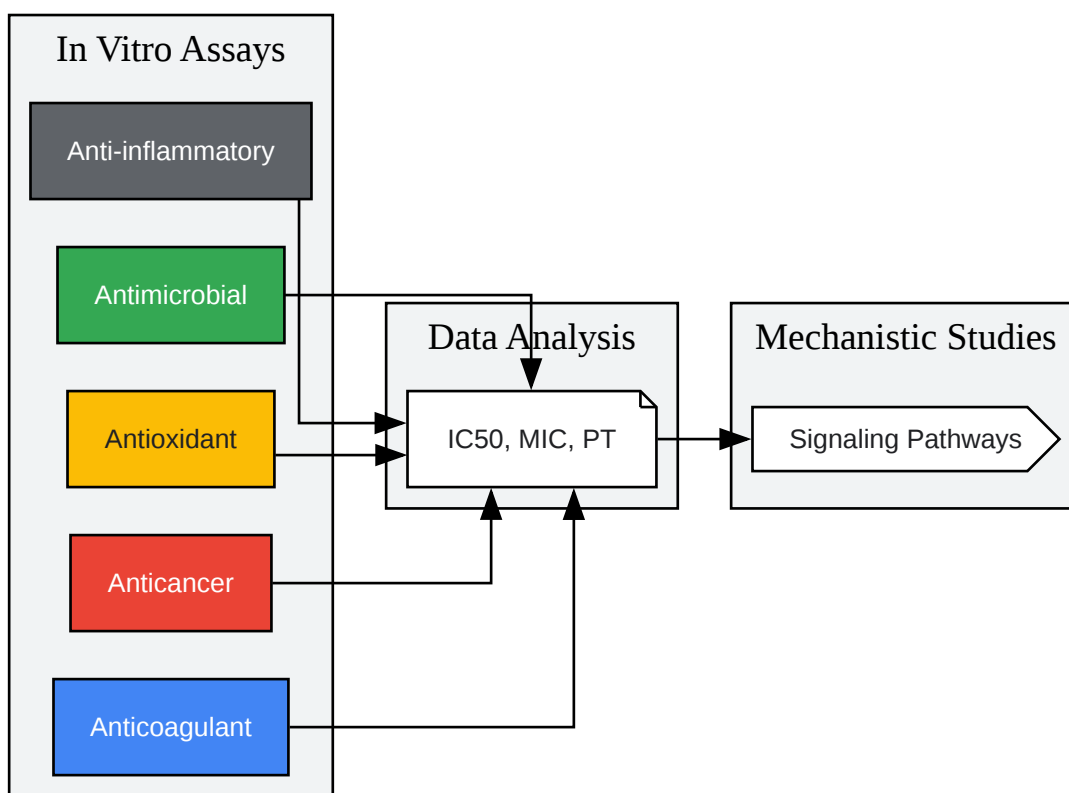 In Vitro Assays
Anti-inflammatory
Antimicrobial
Antioxidant
Anticancer
Anticoagulant
Data Analysis
IC50, MIC, PT
Mechanistic Studies
Signaling Pathways